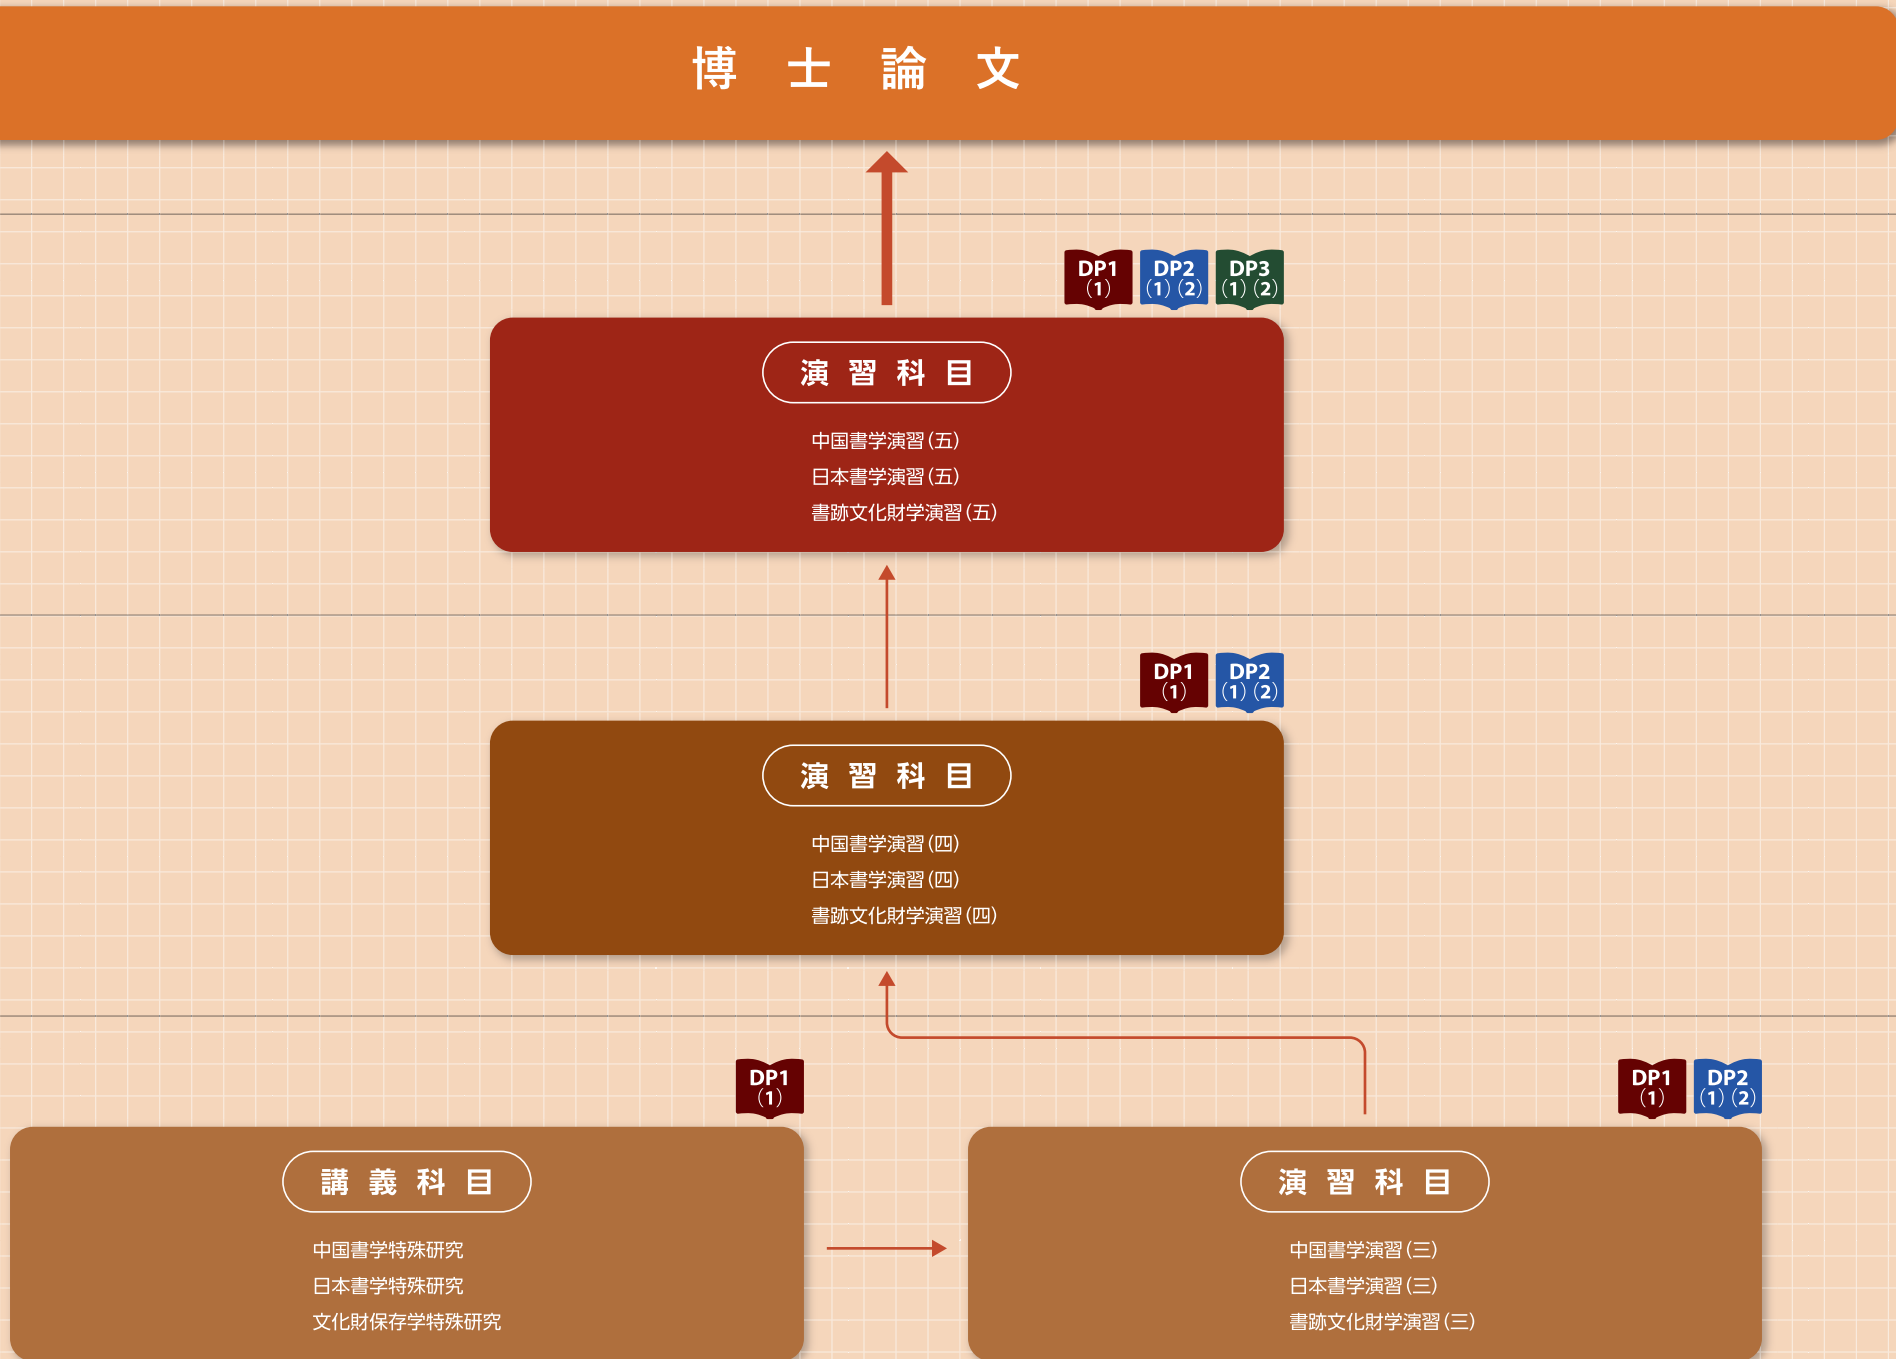 博士論文
DP1 DP2 DP3
(1) (1)(2) (1)(2)
演習科目
中国書学演習(五)
日本書学演習(五)
書跡文化財学演習(五)
DP1 DP2
(1) (1)(2)
演習科目
中国書学演習(四)
日本書学演習(四)
書跡文化財学演習(四)
DP1
(1)
講義科目
中国書学特殊研究
日本書学特殊研究
文化財保存学特殊研究
DP1 DP2
(1) (1)(2)
演習科目
中国書学演習(三)
日本書学演習(三)
書跡文化財学演習(三)